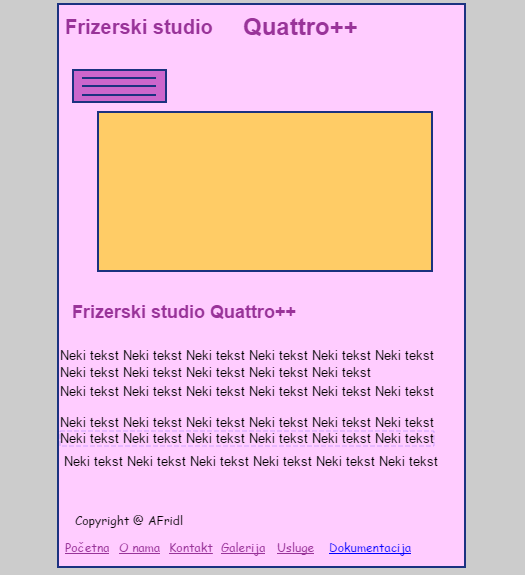 Frizerski studio Quattro++
Frizerski studio Quattro++
Neki tekst Neki tekst Neki tekst Neki tekst Neki tekst Neki tekst
Neki tekst Neki tekst Neki tekst Neki tekst Neki tekst
Neki tekst Neki tekst Neki tekst Neki tekst Neki tekst Neki tekst
Neki tekst Neki tekst Neki tekst Neki tekst Neki tekst Neki tekst
Neki tekst Neki tekst Neki tekst Neki tekst Neki tekst Neki tekst
Neki tekst Neki tekst Neki tekst Neki tekst Neki tekst Neki tekst
Copyright @ AFridl
Početna O nama Kontakt Galerija Usluge Dokumentacija